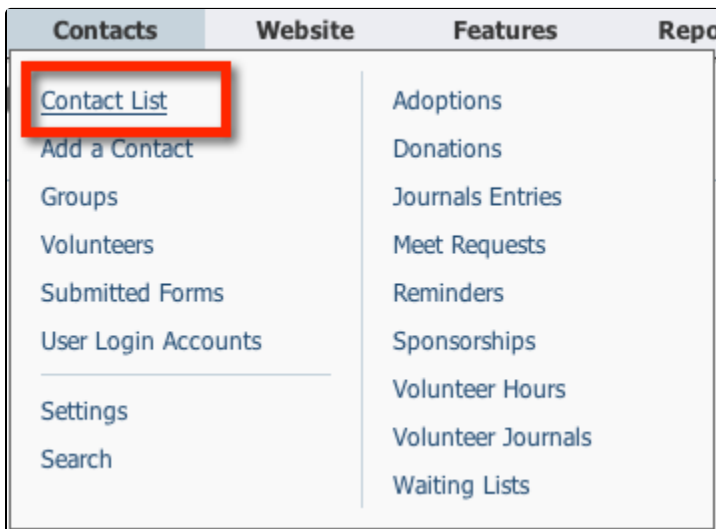 Contacts Website Features Repo
Contact List
Add a Contact
Groups
Volunteers
Submitted Forms
User Login Accounts
Settings
Search
Adoptions
Donations
Journals Entries
Meet Requests
Reminders
Sponsorships
Volunteer Hours
Volunteer Journals
Waiting Lists